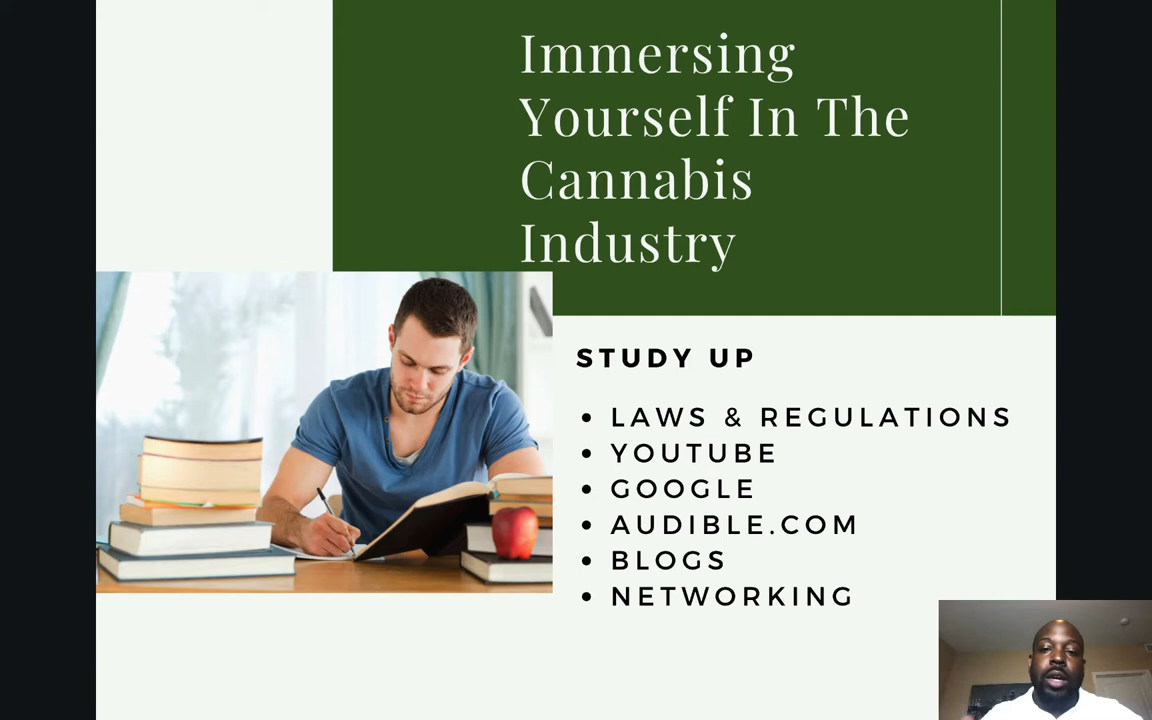 Immersing
Yourself In The
Cannabis
Industry
STUDY UP
• LAWS & REGULATIONS
• YOUTUBE
• GOOGLE
• AUDIBLE.COM
• BLOGS
• NETWORKING